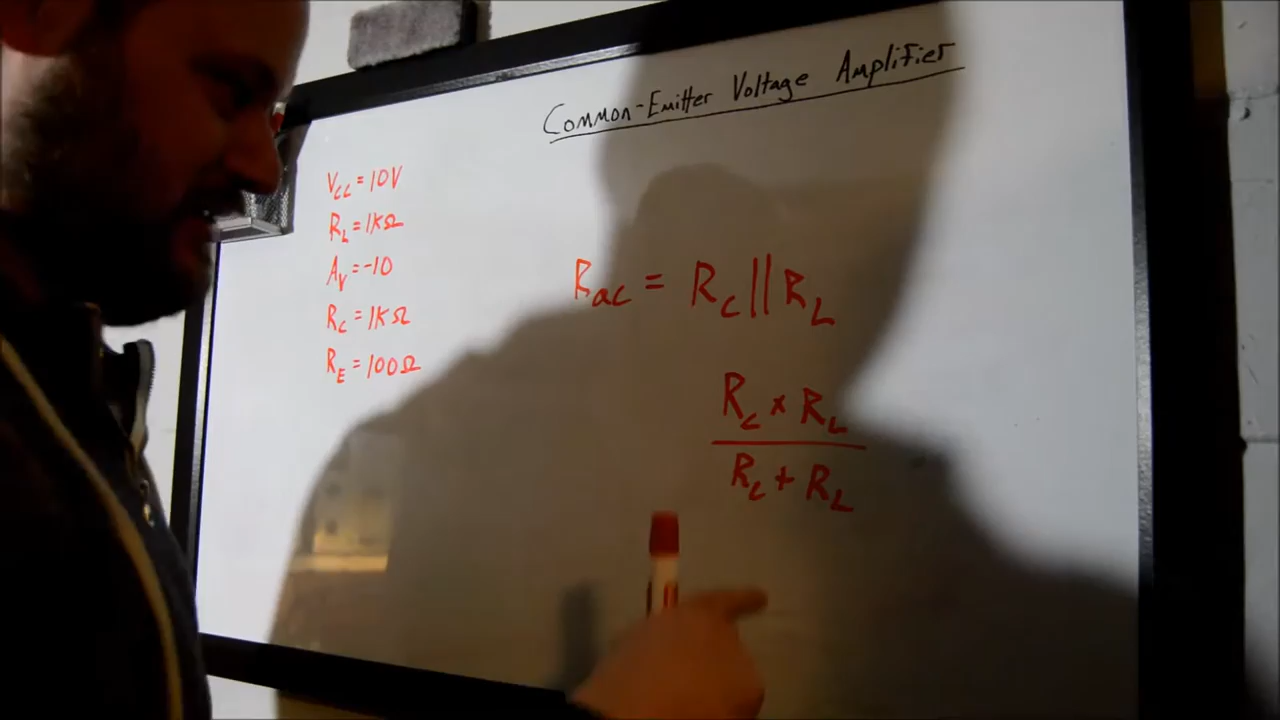 Common-Emitter Voltage Amplifier
V_CC = 10V
R_L = 1KΩ
A_V = -10
R_C = 1KΩ
R_E = 100Ω
R_ac = R_C || R_L
R_C × R_L
R_C + R_L